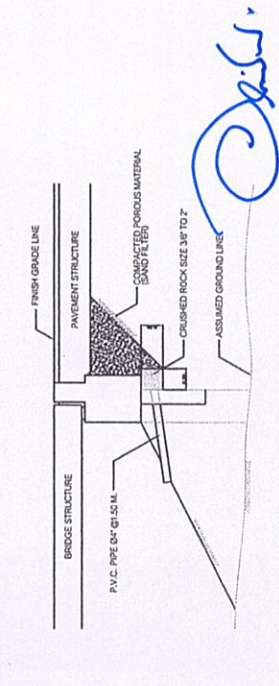 FINISH GRADE LINE
BRIDGE STRUCTURE
PAVEMENT STRUCTURE
P.V.C. PIPE Ø4" @1.50 M.
COMPACTED POROUS MATERIAL
(SAND FILTER)
CRUSHED ROCK SIZE 3/8" TO 2"
ASSUMED GROUND LINE